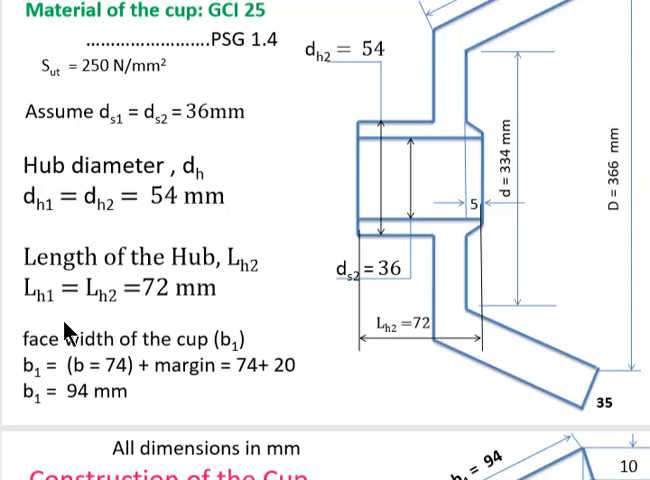 Material of the cup: GCI 25
........................PSG 1.4
Sut = 250 N/mm²
Assume ds1 = ds2 = 36mm
Hub diameter , dh
dh1 = dh2 = 54 mm
Length of the Hub, Lh2
Lh1 = Lh2 =72 mm
face width of the cup (b1)
b1 = (b = 74) + margin = 74+ 20
b1 = 94 mm
dh2 = 54
d = 334 mm
D = 366 mm
5
ds2 = 36
Lh2 =72
35
All dimensions in mm
Construction of the Cup
= 94
10